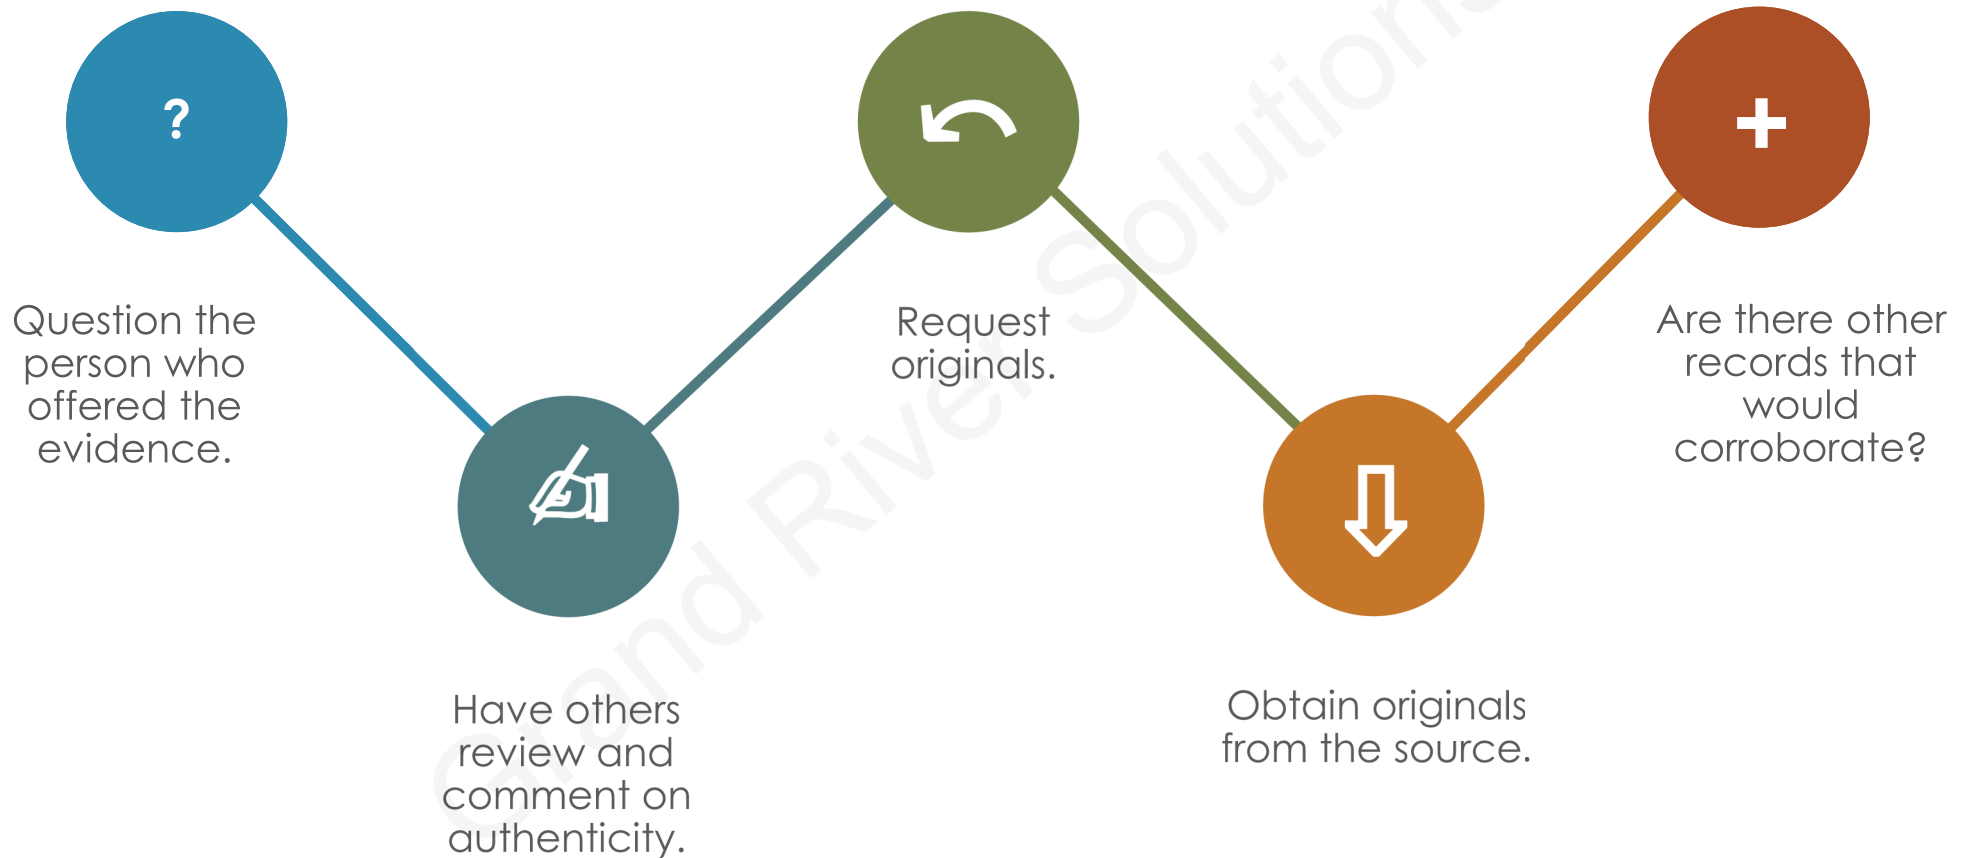 ?
Question the
person who
offered the
evidence.
Have others
review and
comment on
authenticity.
Request
originals.
Obtain originals
from the source.
+
Are there other
records that
would
corroborate?
Grand River Solutions